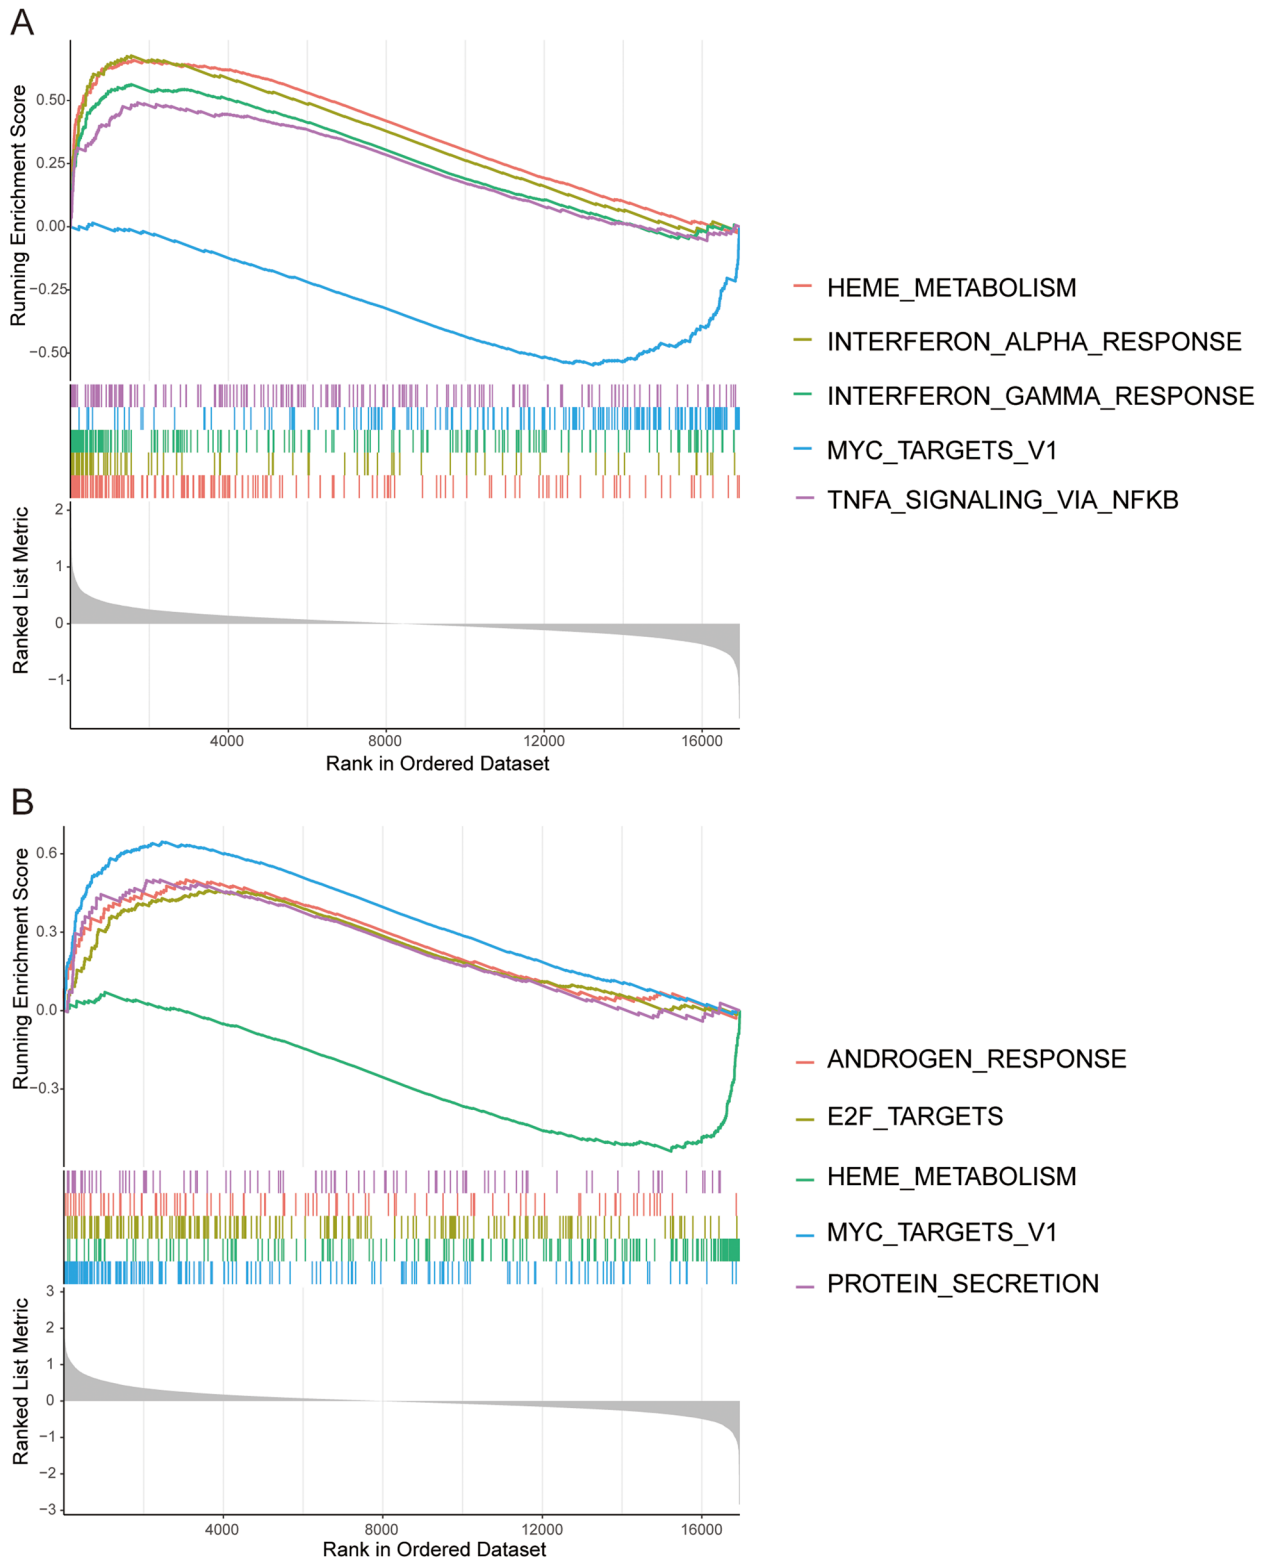 A
Running Enrichment Score
0.50
0.25
0.00
−0.25
−0.50
HEME_METABOLISM
INTERFERON_ALPHA_RESPONSE
INTERFERON_GAMMA_RESPONSE
MYC_TARGETS_V1
TNFA_SIGNALING_VIA_NFKB
Ranked List Metric
2
1
0
−1
4000 8000 12000 16000
Rank in Ordered Dataset
B
Running Enrichment Score
0.6
0.3
0.0
−0.3
ANDROGEN_RESPONSE
E2F_TARGETS
HEME_METABOLISM
MYC_TARGETS_V1
PROTEIN_SECRETION
Ranked List Metric
3
2
1
0
−1
−2
−3
4000 8000 12000 16000
Rank in Ordered Dataset